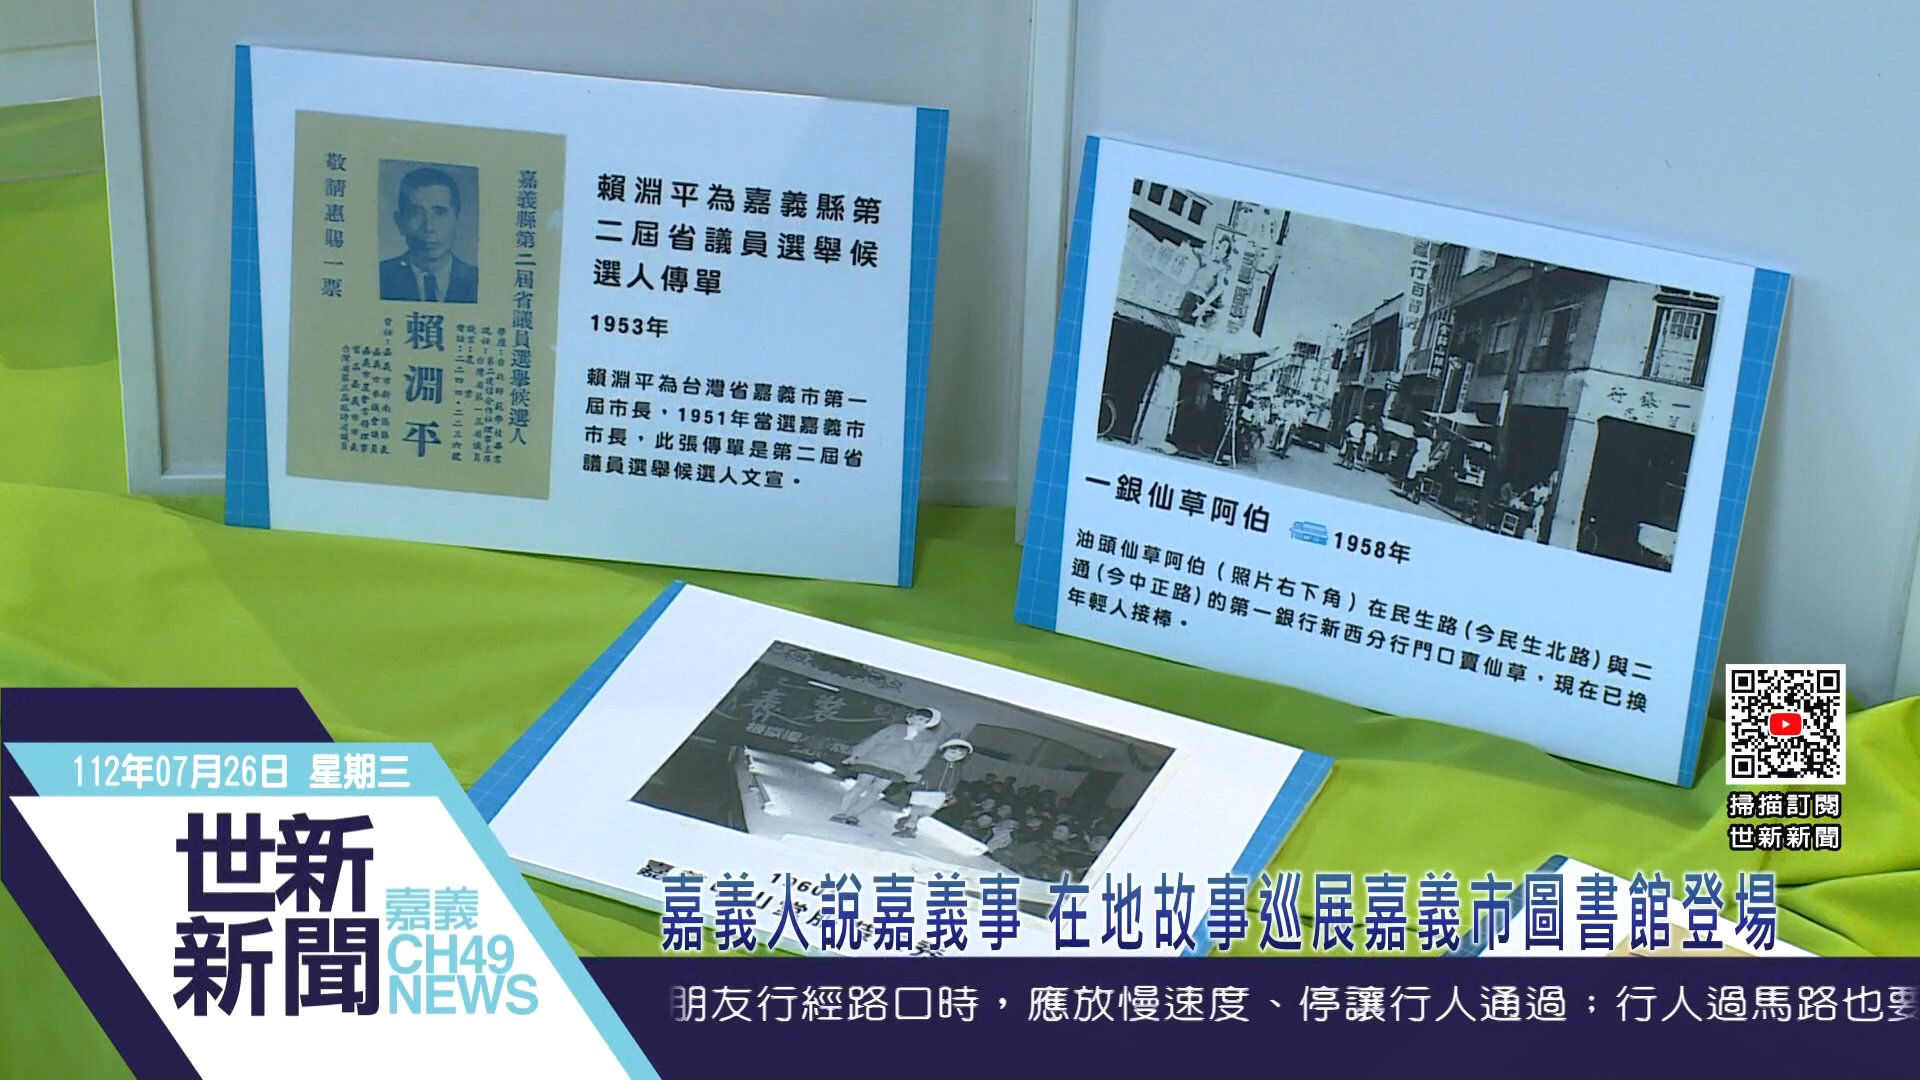 嘉義縣第二屆省議員選舉候選人
賴淵平
敬請惠賜一票
賴淵平為嘉義縣第
二屆省議員選舉候
選人傳單
1953年
賴淵平為台灣省嘉義市第一
屆市長，1951年當選嘉義市
市長，此張傳單是第二屆省
議員選舉候選人文宣。
一銀仙草阿伯
1958年
油頭仙草阿伯（照片右下角）在民生路(今民生北路)與二
通(今中正路)的第一銀行新西分行門口賣仙草，現在已換
年輕人接棒。
掃描訂閱
世新新聞
112年07月26日 星期三
世新
新聞
嘉義
CH49
NEWS
嘉義人說嘉義事 在地故事巡展嘉義市圖書館登場
朋友行經路口時，應放慢速度、停讓行人通過；行人過馬路也要